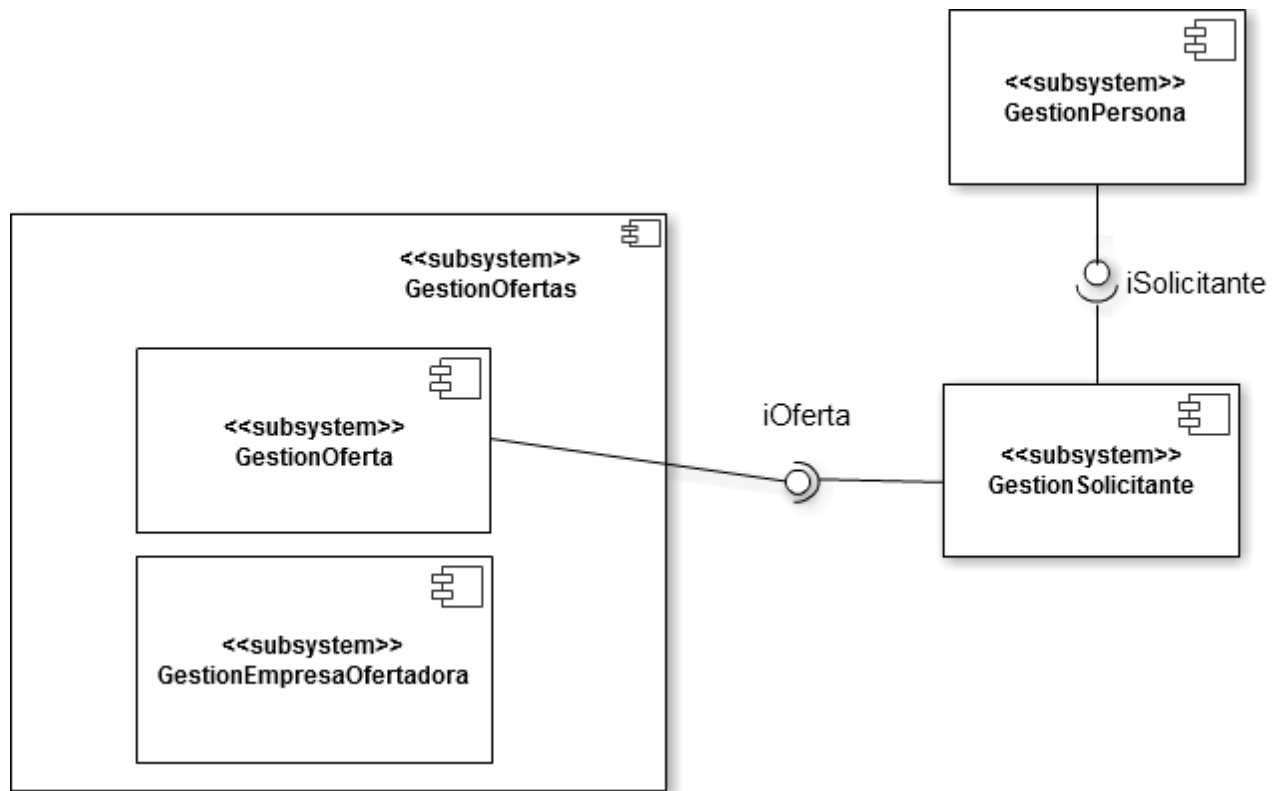 <<subsystem>>
GestionPersona
iSolicitante
<<subsystem>>
GestionOfertas
<<subsystem>>
GestionOferta
iOferta
<<subsystem>>
GestionSolicitante
<<subsystem>>
GestionEmpresaOfertadora